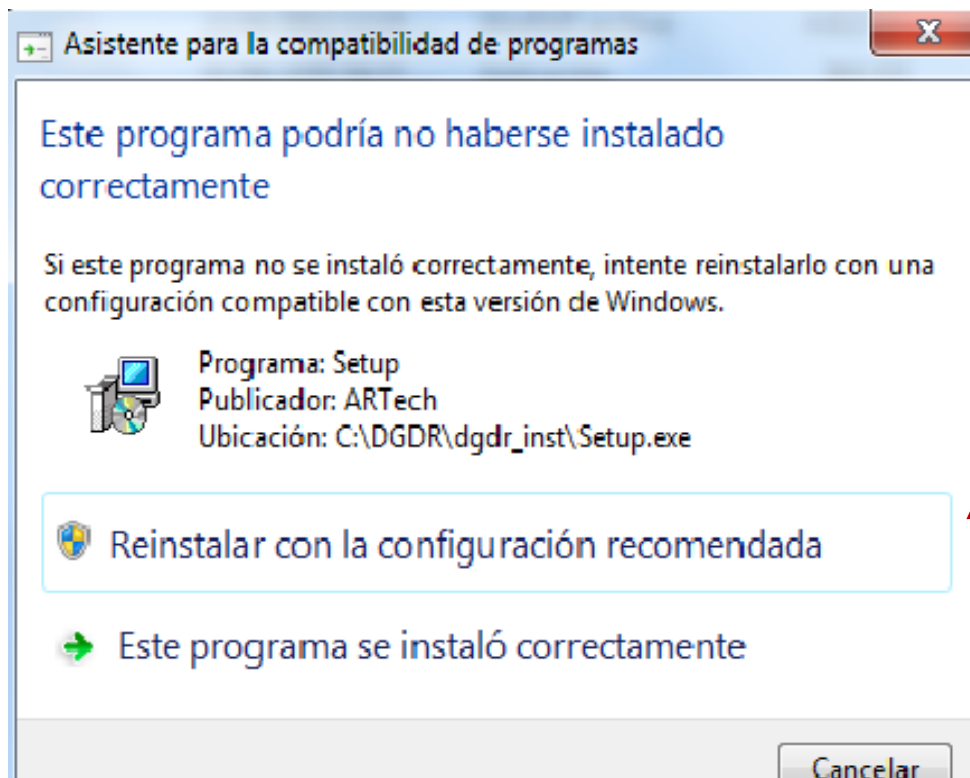 Asistente para la compatibilidad de programas
Este programa podría no haberse instalado
correctamente
Si este programa no se instaló correctamente, intente reinstalarlo con una
configuración compatible con esta versión de Windows.
Programa: Setup
Publicador: ARTech
Ubicación: C:\DGDR\dgdr_inst\Setup.exe
Reinstalar con la configuración recomendada
Este programa se instaló correctamente
Cancelar